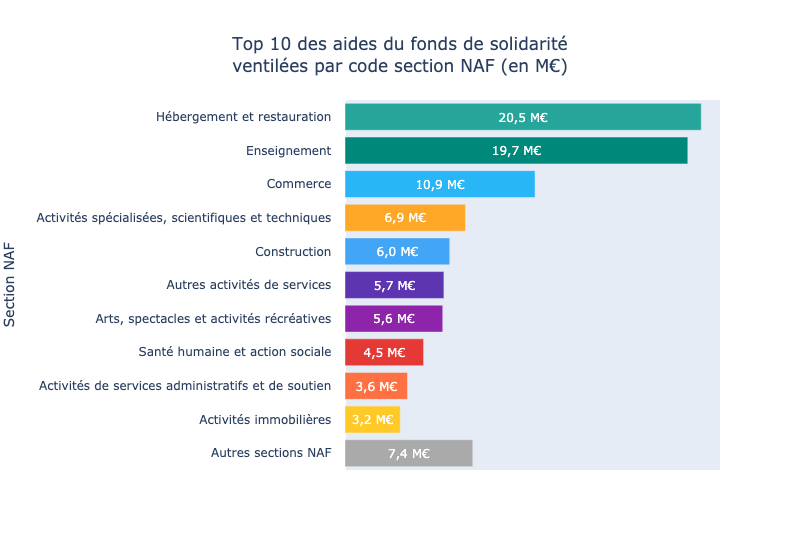 Top 10 des aides du fonds de solidarité
ventilées par code section NAF (en M€)
Section NAF
Hébergement et restauration 20,5 M€
Enseignement 19,7 M€
Commerce 10,9 M€
Activités spécialisées, scientifiques et techniques 6,9 M€
Construction 6,0 M€
Autres activités de services 5,7 M€
Arts, spectacles et activités récréatives 5,6 M€
Santé humaine et action sociale 4,5 M€
Activités de services administratifs et de soutien 3,6 M€
Activités immobilières 3,2 M€
Autres sections NAF 7,4 M€